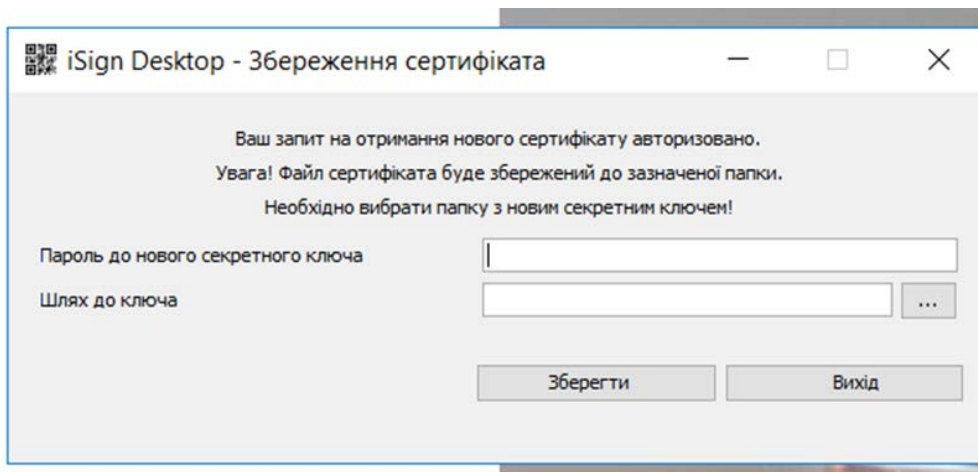 iSign Desktop - Збереження сертифіката
Ваш запит на отримання нового сертифікату авторизовано.
Увага! Файл сертифіката буде збережений до зазначеної папки.
Необхідно вибрати папку з новим секретним ключем!
Пароль до нового секретного ключа
Шлях до ключа
...
Зберегти
Вихід